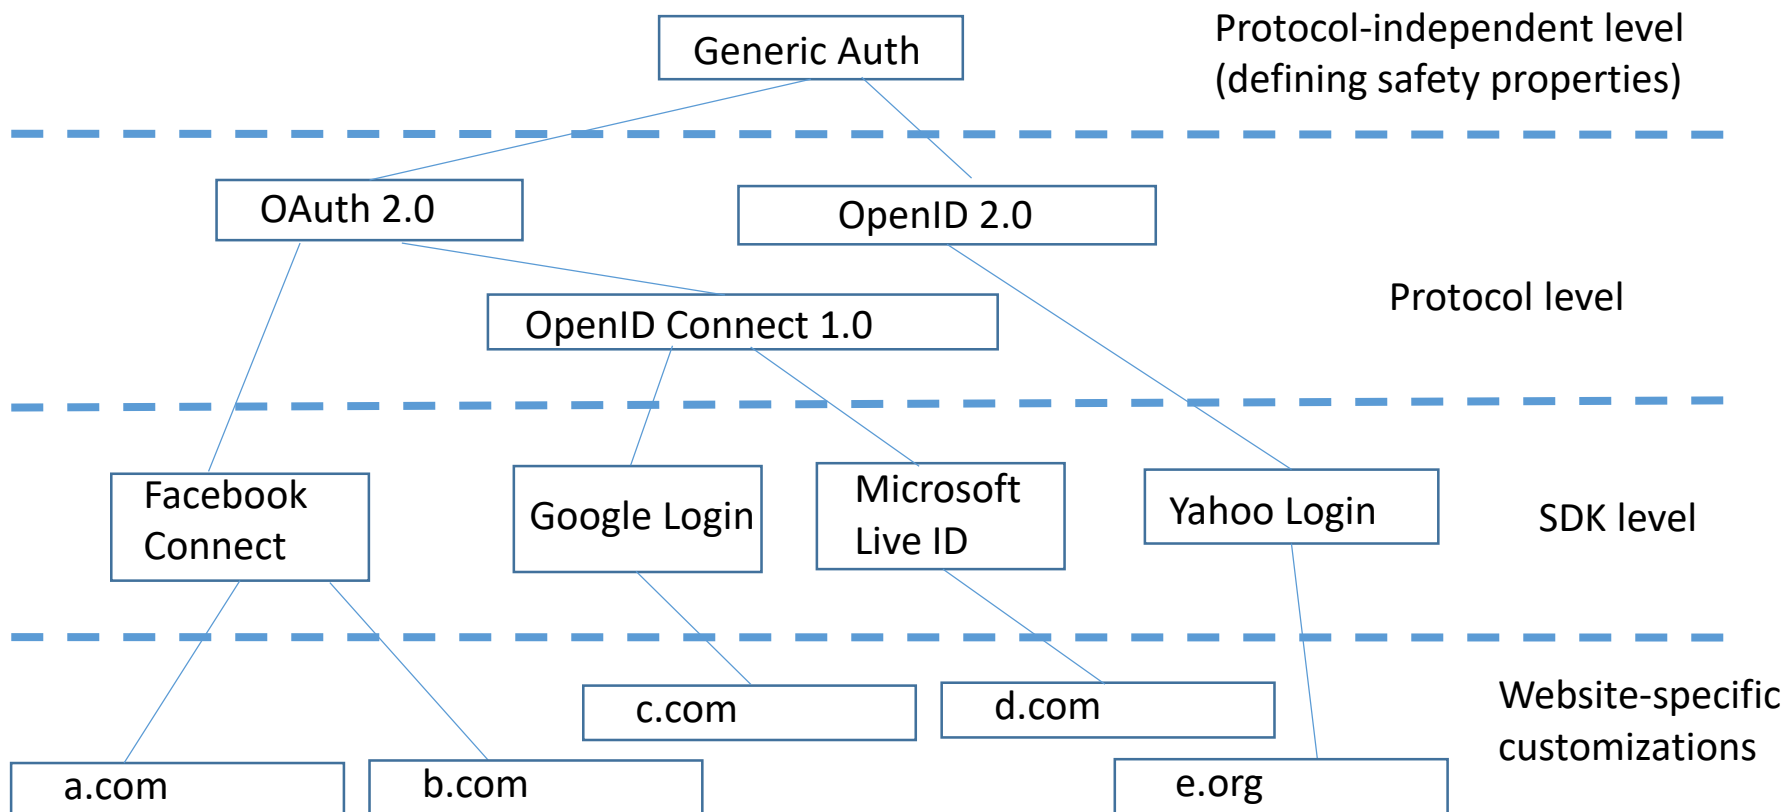 Generic Auth
Protocol-independent level
(defining safety properties)
OAuth 2.0
OpenID 2.0
OpenID Connect 1.0
Protocol level
Facebook
Connect
Google Login
Microsoft
Live ID
Yahoo Login
SDK level
c.com
d.com
Website-specific
customizations
a.com
b.com
e.org